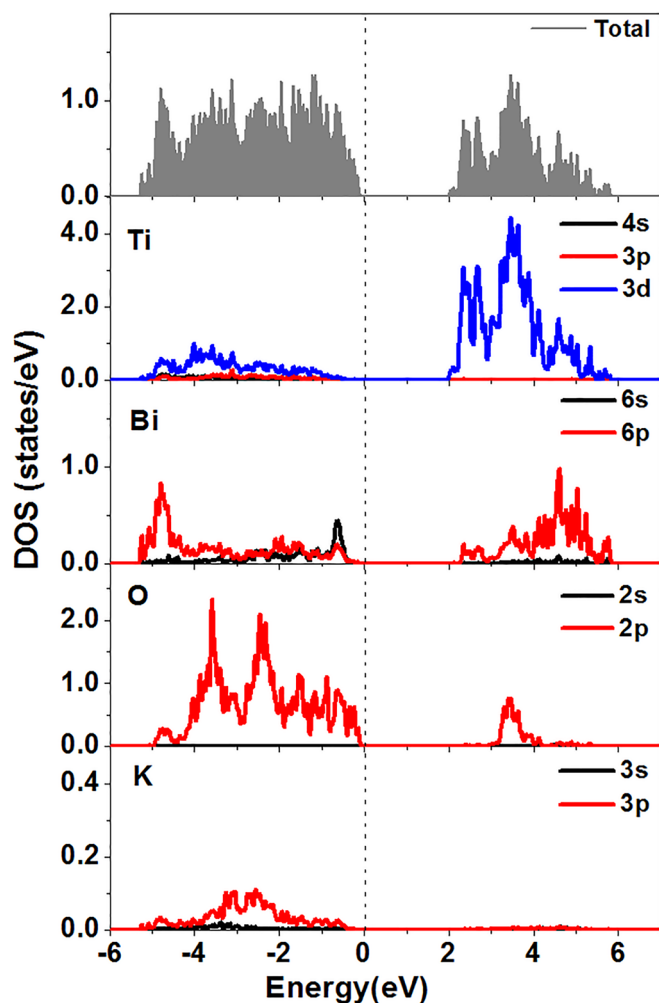 Total
1.0
0.0
Ti
4s
3p
3d
4.0
2.0
0.0
Bi
6s
6p
1.0
0.0
O
2s
2p
2.0
1.0
0.0
K
3s
3p
0.4
0.2
0.0
DOS (states/eV)
-6 -4 -2 0 2 4 6
Energy(eV)